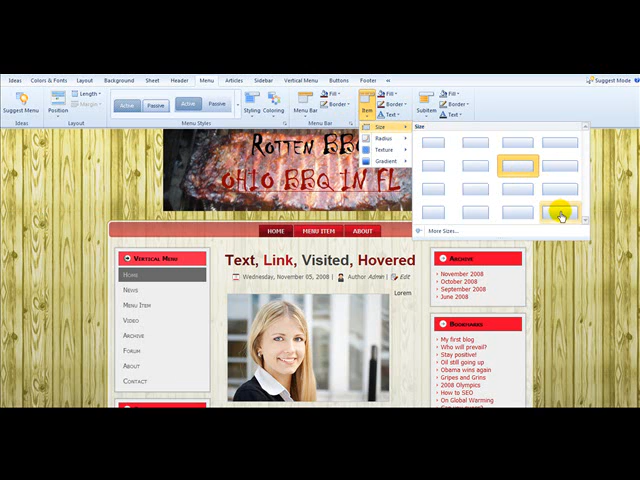 Ideas Colors & Fonts Layout Background Sheet Header Menu Articles Sidebar Vertical Menu Buttons Footer Suggest Mode
Suggest Menu Position Length Margin Active Passive Active Passive Styling Coloring Menu Bar Fill Border Item Fill Border Text Subitem Fill Border Text
Ideas Layout Menu Styles Menu Bar
Size
Radius
Texture
Gradient
Size
More Sizes...
ROTTEN BBQ
OHIO BBQ IN FL
HOME MENU ITEM ABOUT
VERTICAL MENU
HOME
NEWS
MENU ITEM
VIDEO
ARCHIVE
FORUM
ABOUT
CONTACT
Text, Link, Visited, Hovered
Wednesday, November 05, 2008 | Author Admin | Edit
Lorem
ARCHIVE
November 2008
October 2008
September 2008
June 2008
BOOKMARKS
My first blog
Who will prevail?
Stay positive!
Oil still going up
Obama wins again
Gripes and Grins
2008 Olympics
How to SEO
On Global Warming